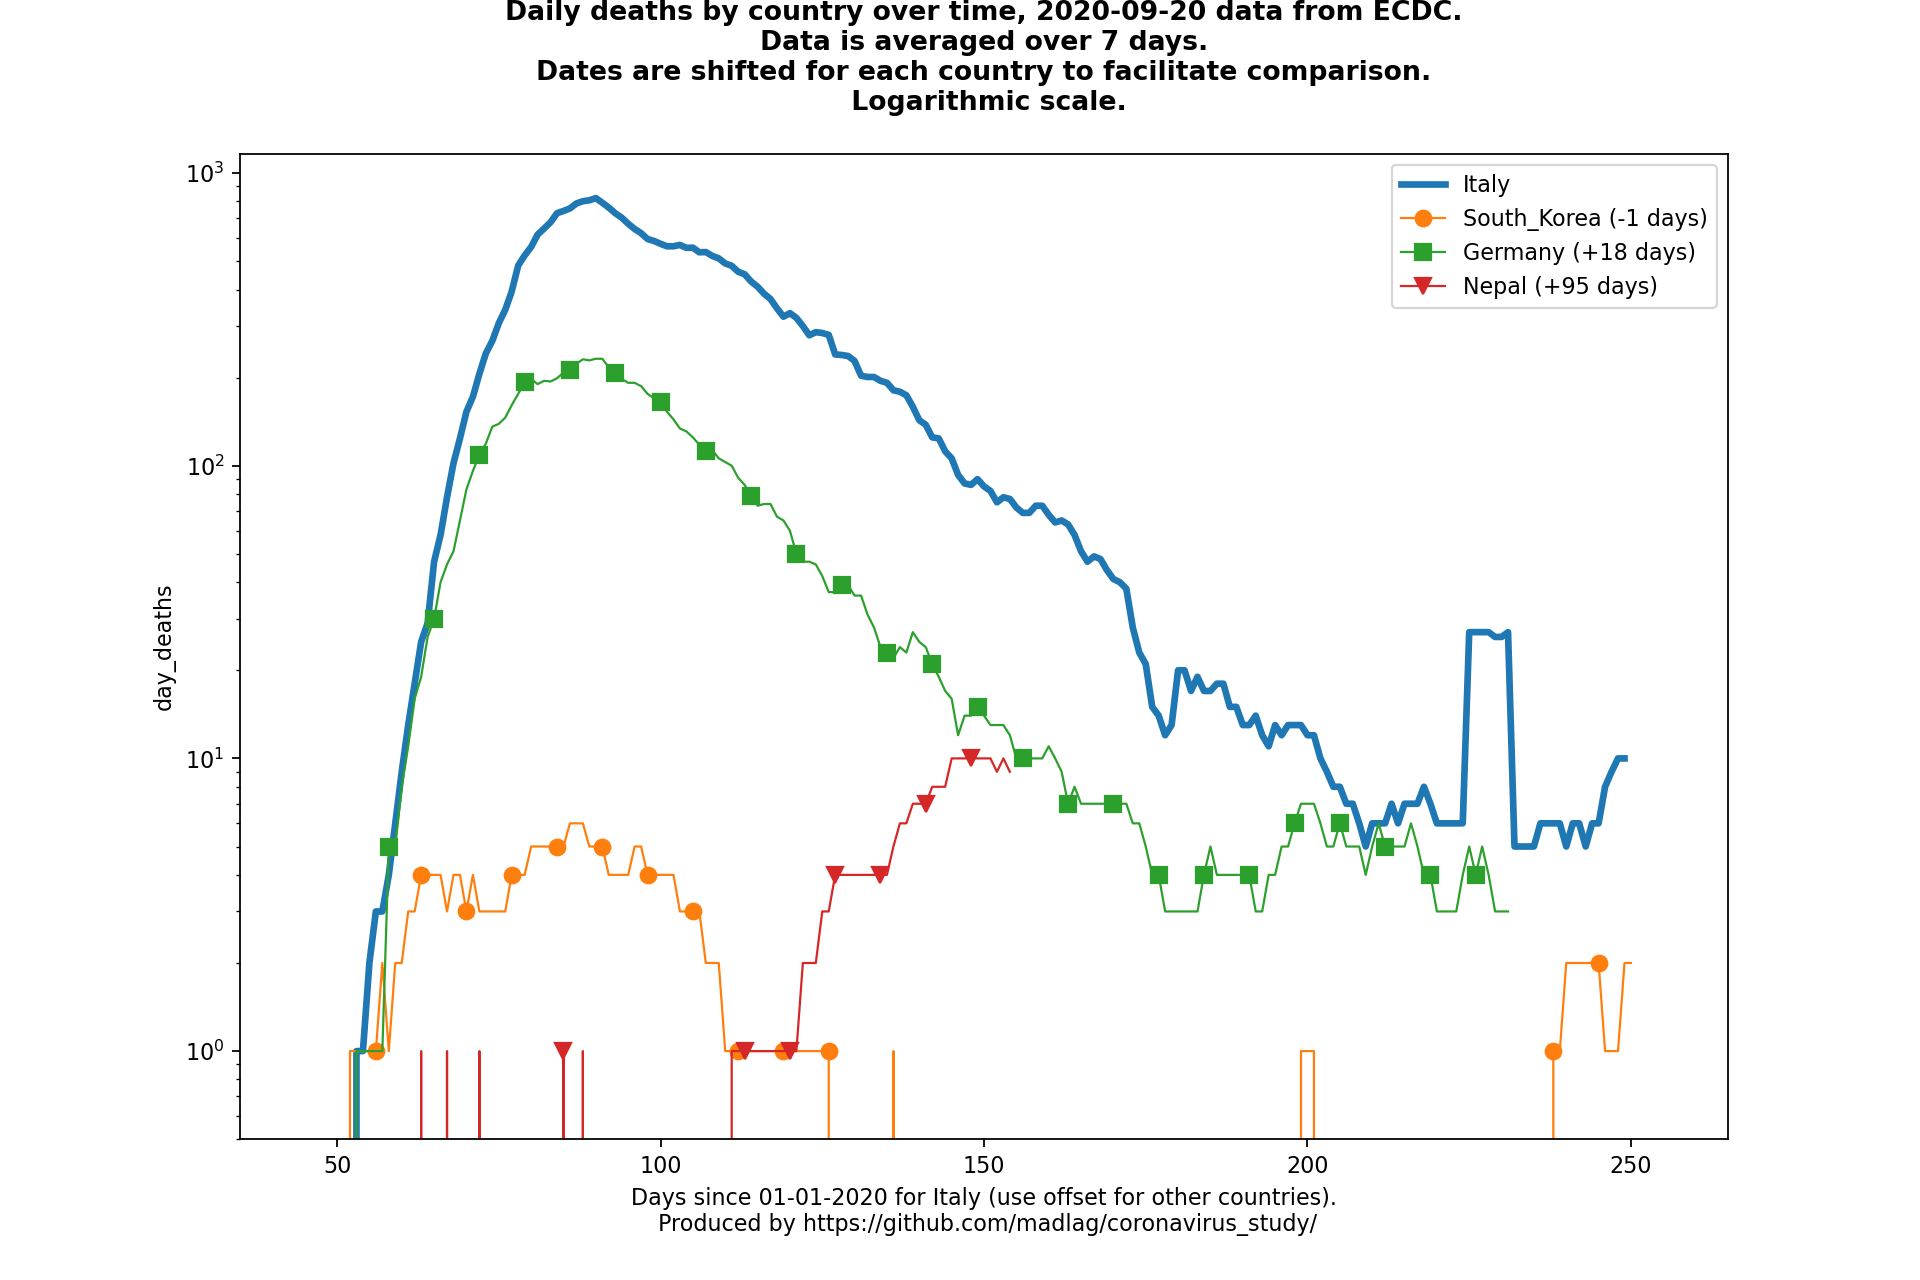 Daily deaths by country over time, 2020-09-20 data from ECDC.
Data is averaged over 7 days.
Dates are shifted for each country to facilitate comparison.
Logarithmic scale.
10³
10²
10¹
10⁰
day_deaths
Italy
South_Korea (-1 days)
Germany (+18 days)
Nepal (+95 days)
50 100 150 200 250
Days since 01-01-2020 for Italy (use offset for other countries).
Produced by https://github.com/madlag/coronavirus_study/